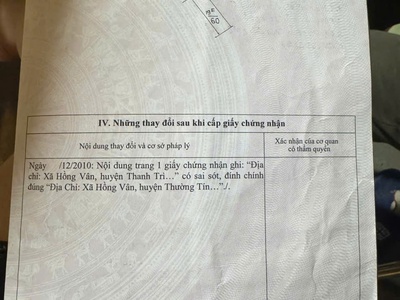 IV. Những thay đổi sau khi cấp giấy chứng nhận
Nội dung thay đổi và cơ sở pháp lý
Xác nhận của cơ quan
có thẩm quyền
Ngày /12/2010: Nội dung trang 1 giấy chứng nhận ghi: “Địa
chỉ: Xã Hồng Vân, huyện Thanh Trì…” có sai sót, đính chính
đúng “Địa Chỉ: Xã Hồng Vân, huyện Thường Tín…”./.